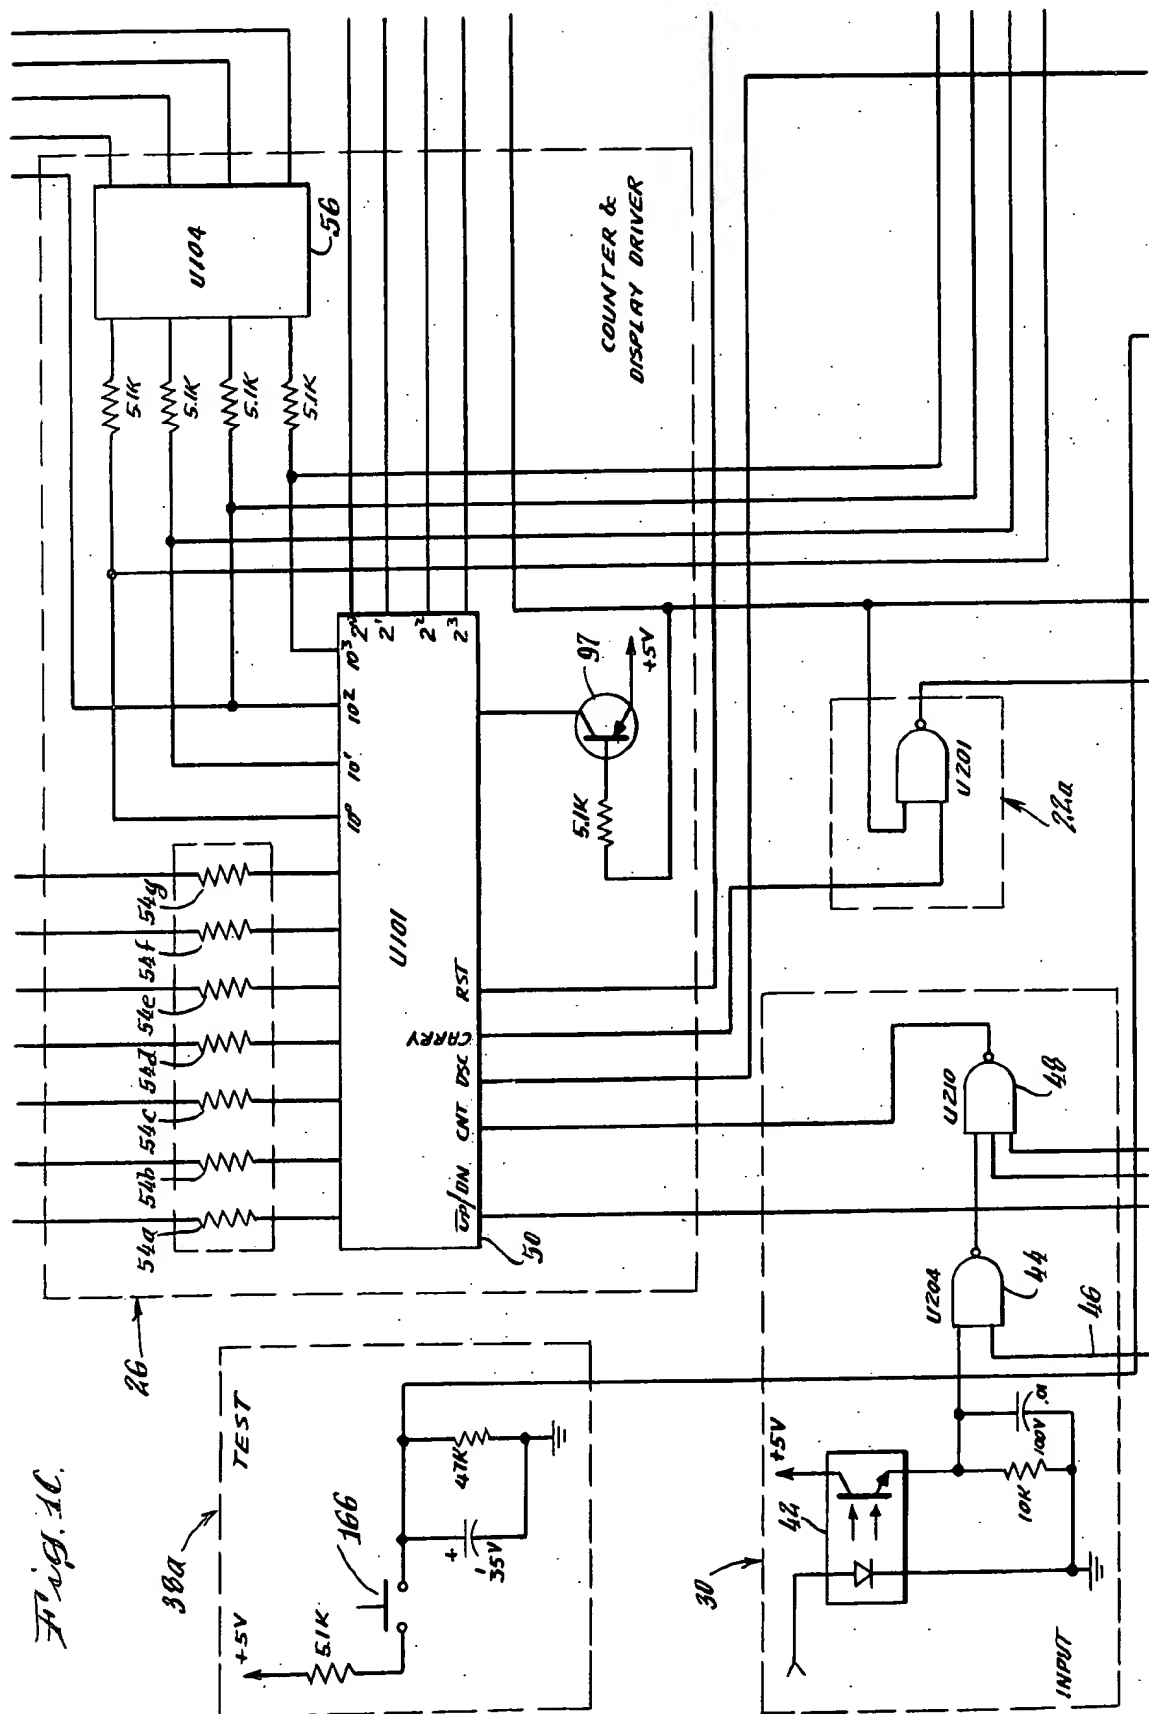 Fig. 1C.
38a
TEST
+5V
5.1K
166
+
1
35V
47K
26
54a
54b
54c
54d
54e
54f
54g
U104
56
5.1K
5.1K
5.1K
5.1K
10⁰
10¹
10²
10³
2¹
2²
2³
U101
UP/DN
CNT
DSC
CARRY
RST
50
97
+5V
5.1K
COUNTER &
DISPLAY DRIVER
30
INPUT
42
+5V
10K
100V
.01
U204
44
46
U210
48
U201
22a